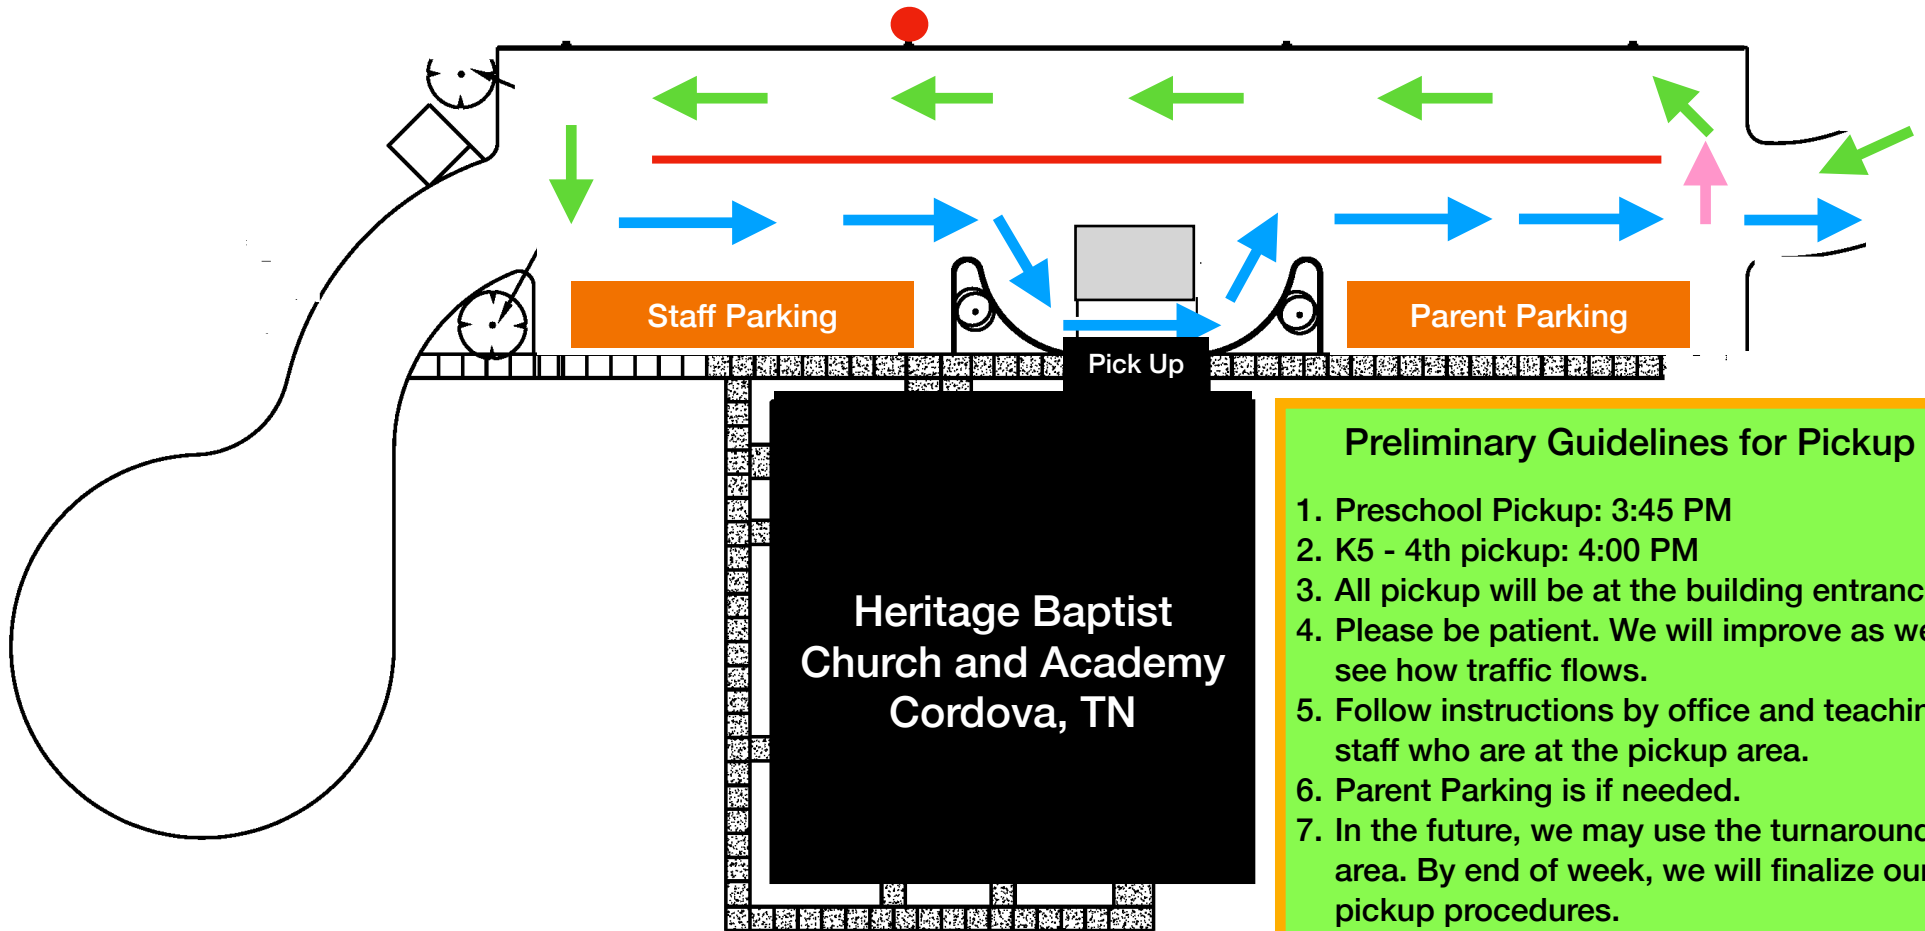 Staff Parking
Parent Parking
Pick Up
Heritage Baptist
Church and Academy
Cordova, TN
Preliminary Guidelines for Pickup
1. Preschool Pickup: 3:45 PM
2. K5 - 4th pickup: 4:00 PM
3. All pickup will be at the building entranc
4. Please be patient. We will improve as we
see how traffic flows.
5. Follow instructions by office and teachin
staff who are at the pickup area.
6. Parent Parking is if needed.
7. In the future, we may use the turnaround
area. By end of week, we will finalize our
pickup procedures.